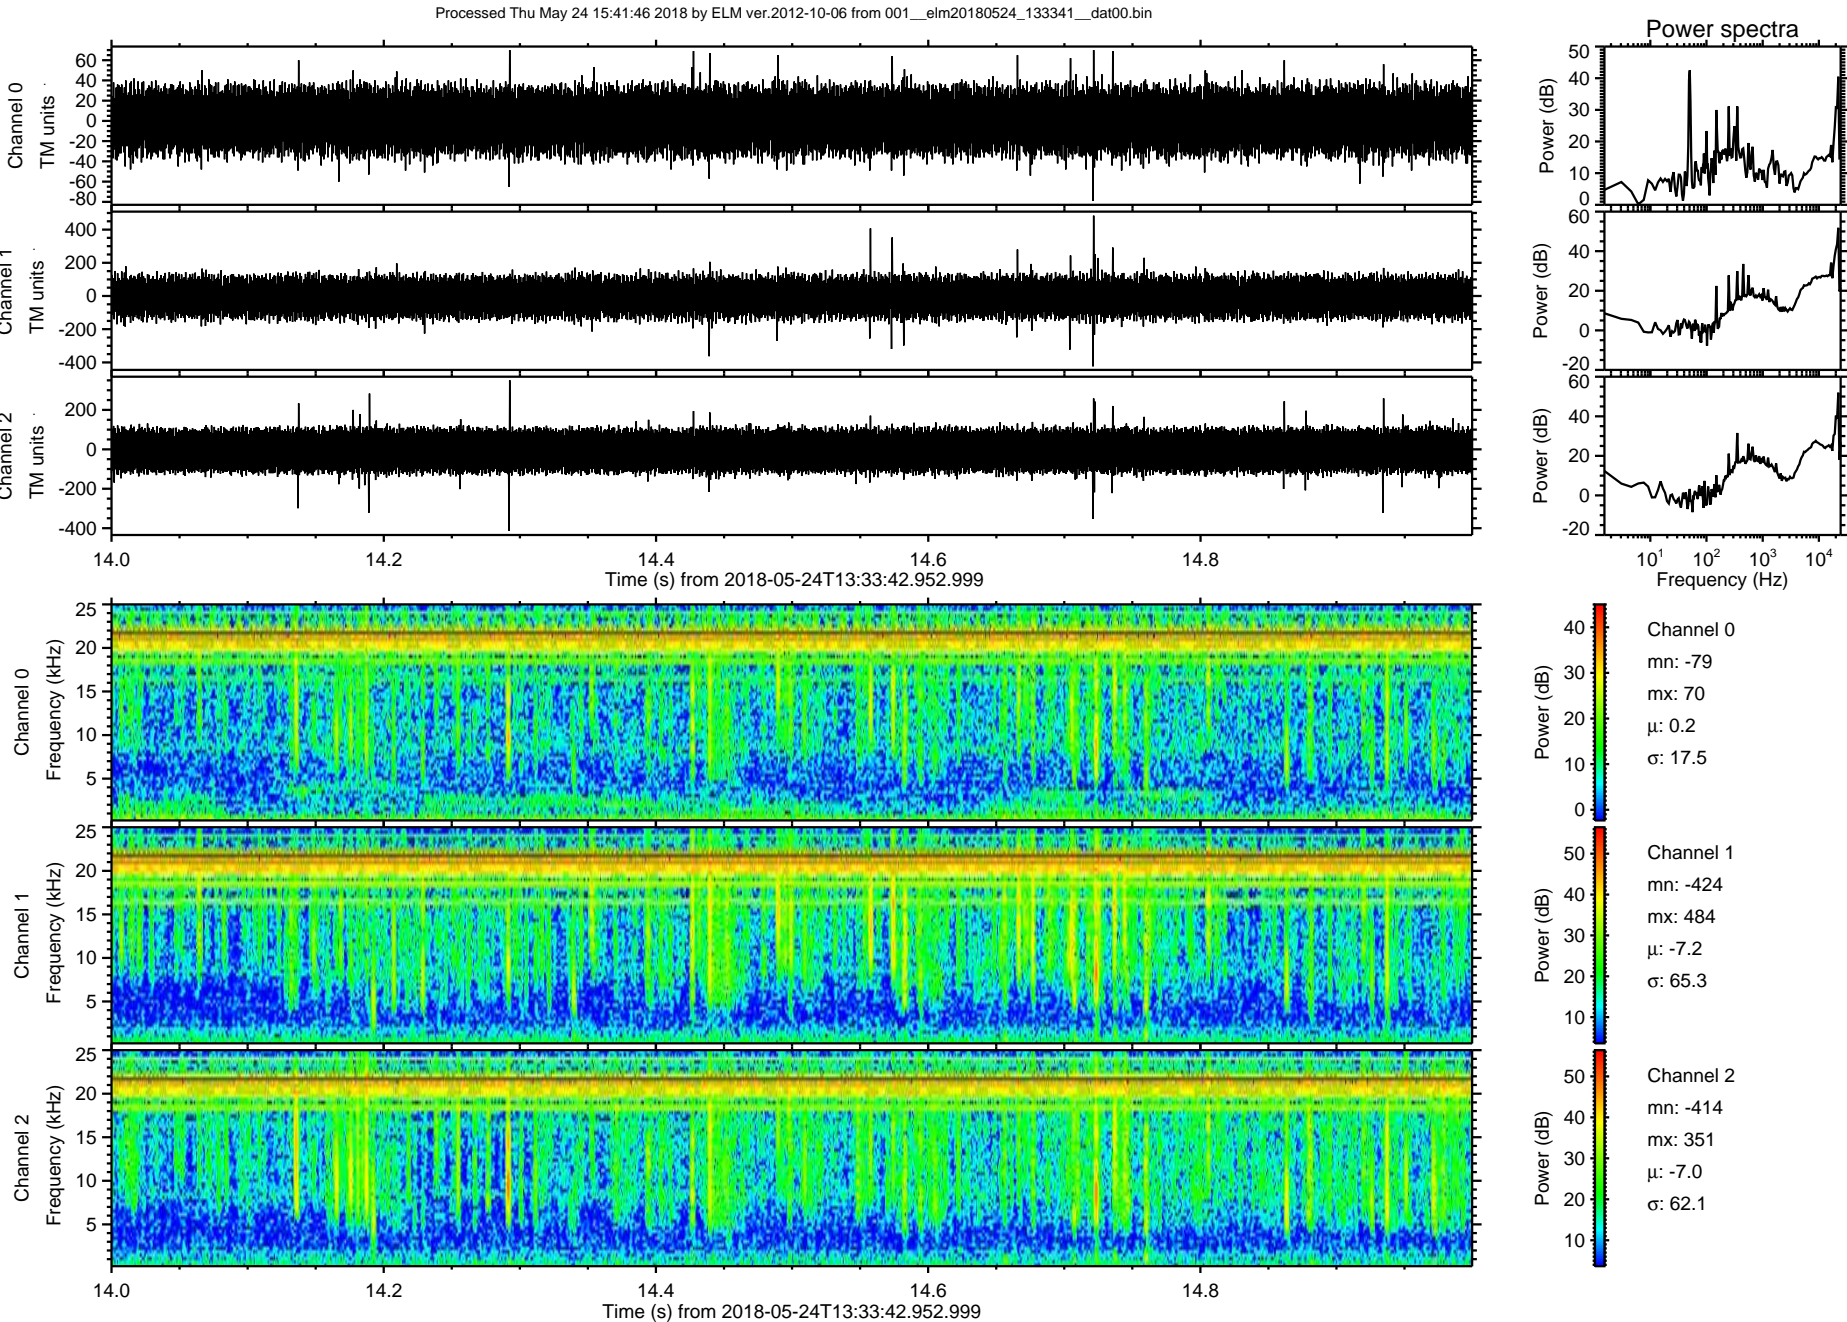 Processed Thu May 24 15:41:46 2018 by ELM ver.2012-10-06 from 001__elm20180524_133341__dat00.bin
Power spectra
Channel 0
TM units
60
40
20
0
-20
-40
-60
-80
Power (dB)
50
40
30
20
10
0
Channel 1
TM units
400
200
0
-200
-400
Power (dB)
60
40
20
0
-20
Channel 2
TM units
200
0
-200
-400
Power (dB)
60
40
20
0
-20
14.0 14.2 14.4 14.6 14.8
Time (s) from 2018-05-24T13:33:42.952.999
10¹ 10² 10³ 10⁴
Frequency (Hz)
Channel 0
Frequency (kHz)
25
20
15
10
5
Power (dB)
40
30
20
10
0
Channel 0
mn: -79
mx: 70
μ: 0.2
σ: 17.5
Channel 1
Frequency (kHz)
25
20
15
10
5
Power (dB)
50
40
30
20
10
Channel 1
mn: -424
mx: 484
μ: -7.2
σ: 65.3
Channel 2
Frequency (kHz)
25
20
15
10
5
Power (dB)
50
40
30
20
10
Channel 2
mn: -414
mx: 351
μ: -7.0
σ: 62.1
14.0 14.2 14.4 14.6 14.8
Time (s) from 2018-05-24T13:33:42.952.999